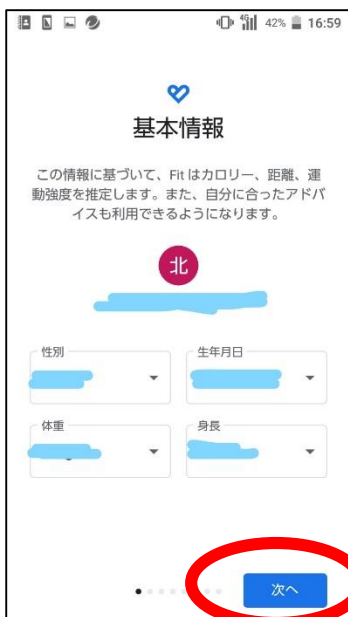 42% 16:59
基本情報
この情報に基づいて、Fit はカロリー、距離、運
動強度を推定します。また、自分に合ったアドバ
イスも利用できるようになります。
北
性別 生年月日
体重 身長
次へ